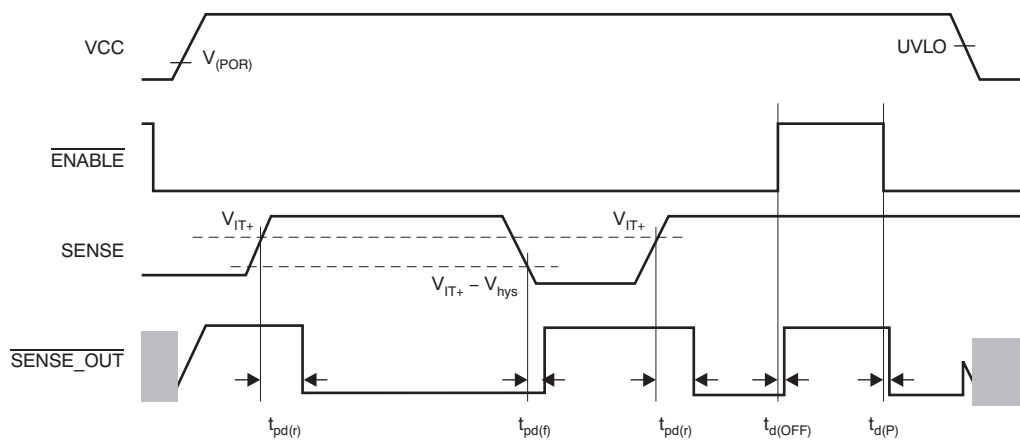 VCC
V(POR)
UVLO
ENABLE
VIT+
VIT+
SENSE
VIT+ – Vhys
SENSE_OUT
tpd(r)
tpd(f)
tpd(r)
td(OFF)
td(P)